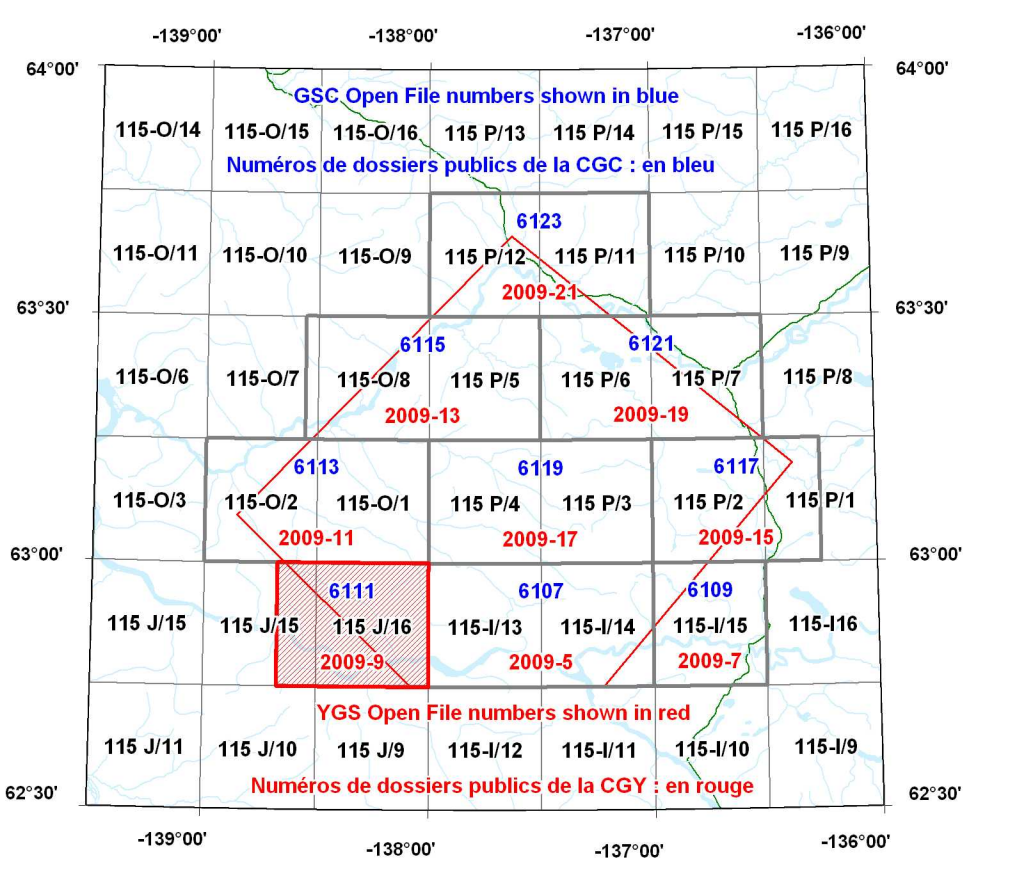 -139°00' -138°00' -137°00' -136°00'
64°00' 64°00'
GSC Open File numbers shown in blue
115-O/14 115-O/15 115-O/16 115 P/13 115 P/14 115 P/15 115 P/16
Numéros de dossiers publics de la CGC : en bleu
6123
115-O/11 115-O/10 115-O/9 115 P/12 115 P/11 115 P/10 115 P/9
2009-21
63°30' 63°30'
6115 6121
115-O/6 115-O/7 115-O/8 115 P/5 115 P/6 115 P/7 115 P/8
2009-13 2009-19
6113 6119 6117
115-O/3 115-O/2 115-O/1 115 P/4 115 P/3 115 P/2 115 P/1
2009-11 2009-17 2009-15
63°00' 63°00'
6111 6107 6109
115 J/15 115 J/15 115 J/16 115-I/13 115-I/14 115-I/15 115-I16
2009-9 2009-5 2009-7
YGS Open File numbers shown in red
115 J/11 115 J/10 115 J/9 115-I/12 115-I/11 115-I/10 115-I/9
Numéros de dossiers publics de la CGY : en rouge
62°30' 62°30'
-139°00' -138°00' -137°00' -136°00'